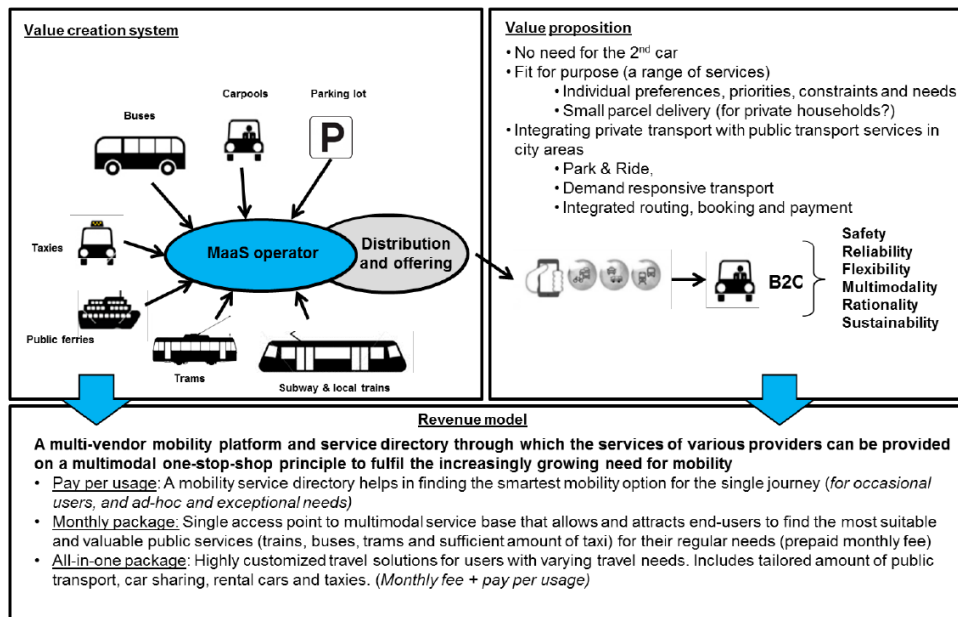 Value creation system
Carpools
Parking lot
Buses
P
Taxies
MaaS operator
Distribution
and offering
Public ferries
Trams
Subway & local trains
Value proposition
• No need for the 2nd car
• Fit for purpose (a range of services)
• Individual preferences, priorities, constraints and needs
• Small parcel delivery (for private households?)
• Integrating private transport with public transport services in
city areas
• Park & Ride,
• Demand responsive transport
• Integrated routing, booking and payment
B2C
Safety
Reliability
Flexibility
Multimodality
Rationality
Sustainability
Revenue model
A multi-vendor mobility platform and service directory through which the services of various providers can be provided
on a multimodal one-stop-shop principle to fulfil the increasingly growing need for mobility
• Pay per usage: A mobility service directory helps in finding the smartest mobility option for the single journey (for occasional
users, and ad-hoc and exceptional needs)
• Monthly package: Single access point to multimodal service base that allows and attracts end-users to find the most suitable
and valuable public services (trains, buses, trams and sufficient amount of taxi) for their regular needs (prepaid monthly fee)
• All-in-one package: Highly customized travel solutions for users with varying travel needs. Includes tailored amount of public
transport, car sharing, rental cars and taxies. (Monthly fee + pay per usage)